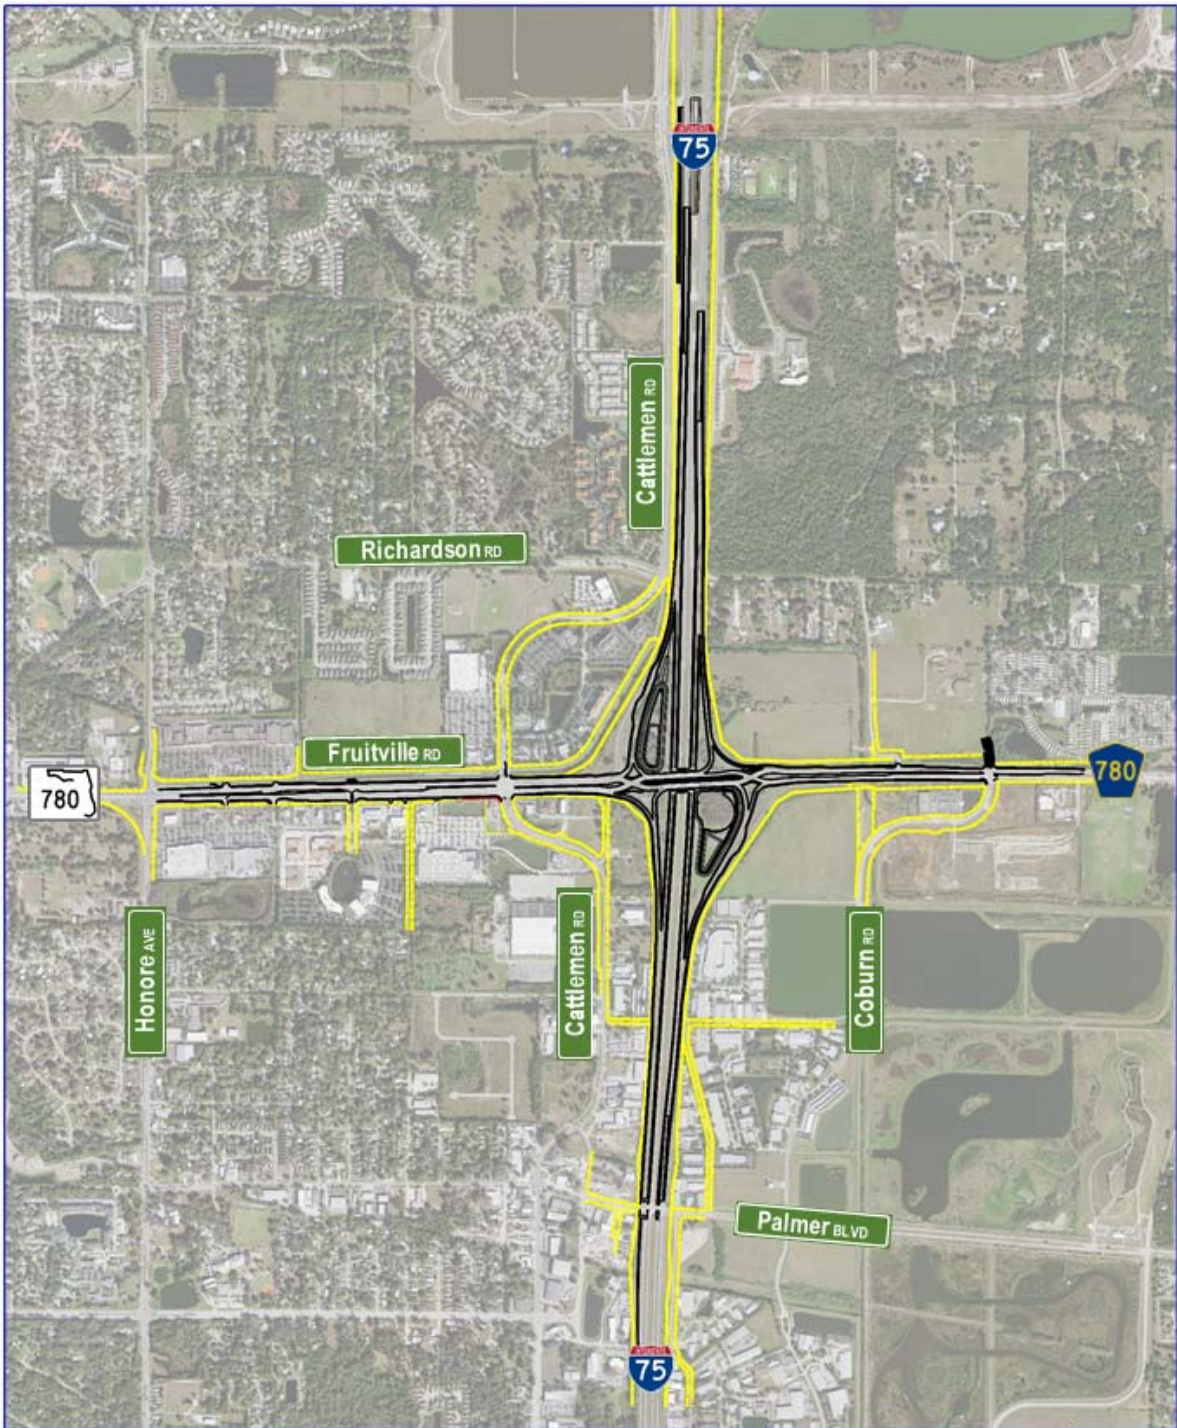 75
Cattlemen RD
Richardson RD
Fruitville RD
780
780
Honore AVE
Cattlemen RD
Coburn RD
Palmer BLVD
75